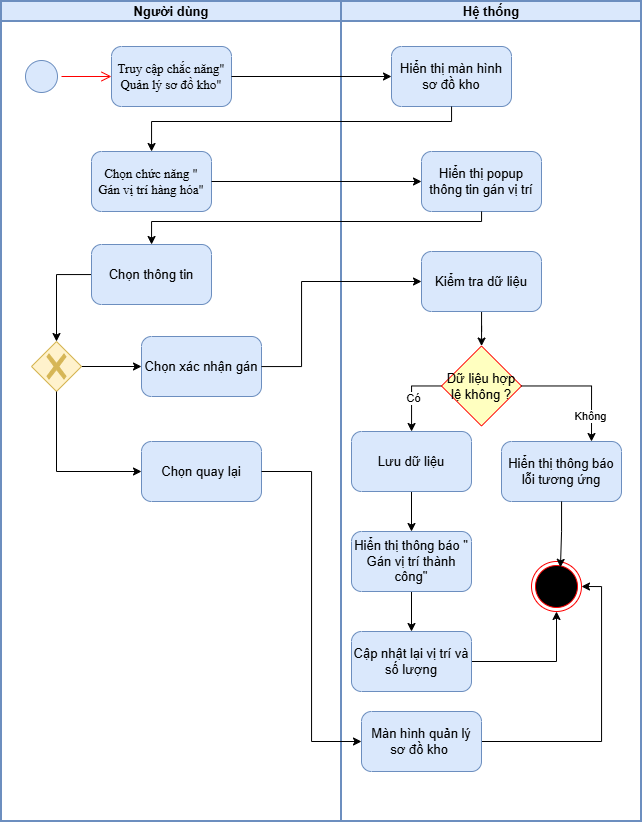 Người dùng
Hệ thống
Truy cập chắc năng"
Quản lý sơ đồ kho"
Hiển thị màn hình
sơ đồ kho
Chọn chức năng "
Gán vị trí hàng hóa"
Hiển thị popup
thông tin gán vị trí
Chọn thông tin
Kiểm tra dữ liệu
Chọn xác nhận gán
Dữ liệu hợp
lệ không ?
Có
Không
Chọn quay lại
Lưu dữ liệu
Hiển thị thông báo
lỗi tương ứng
Hiển thị thông báo "
Gán vị trí thành
công"
Cập nhật lại vị trí và
số lượng
Màn hình quản lý
sơ đồ kho